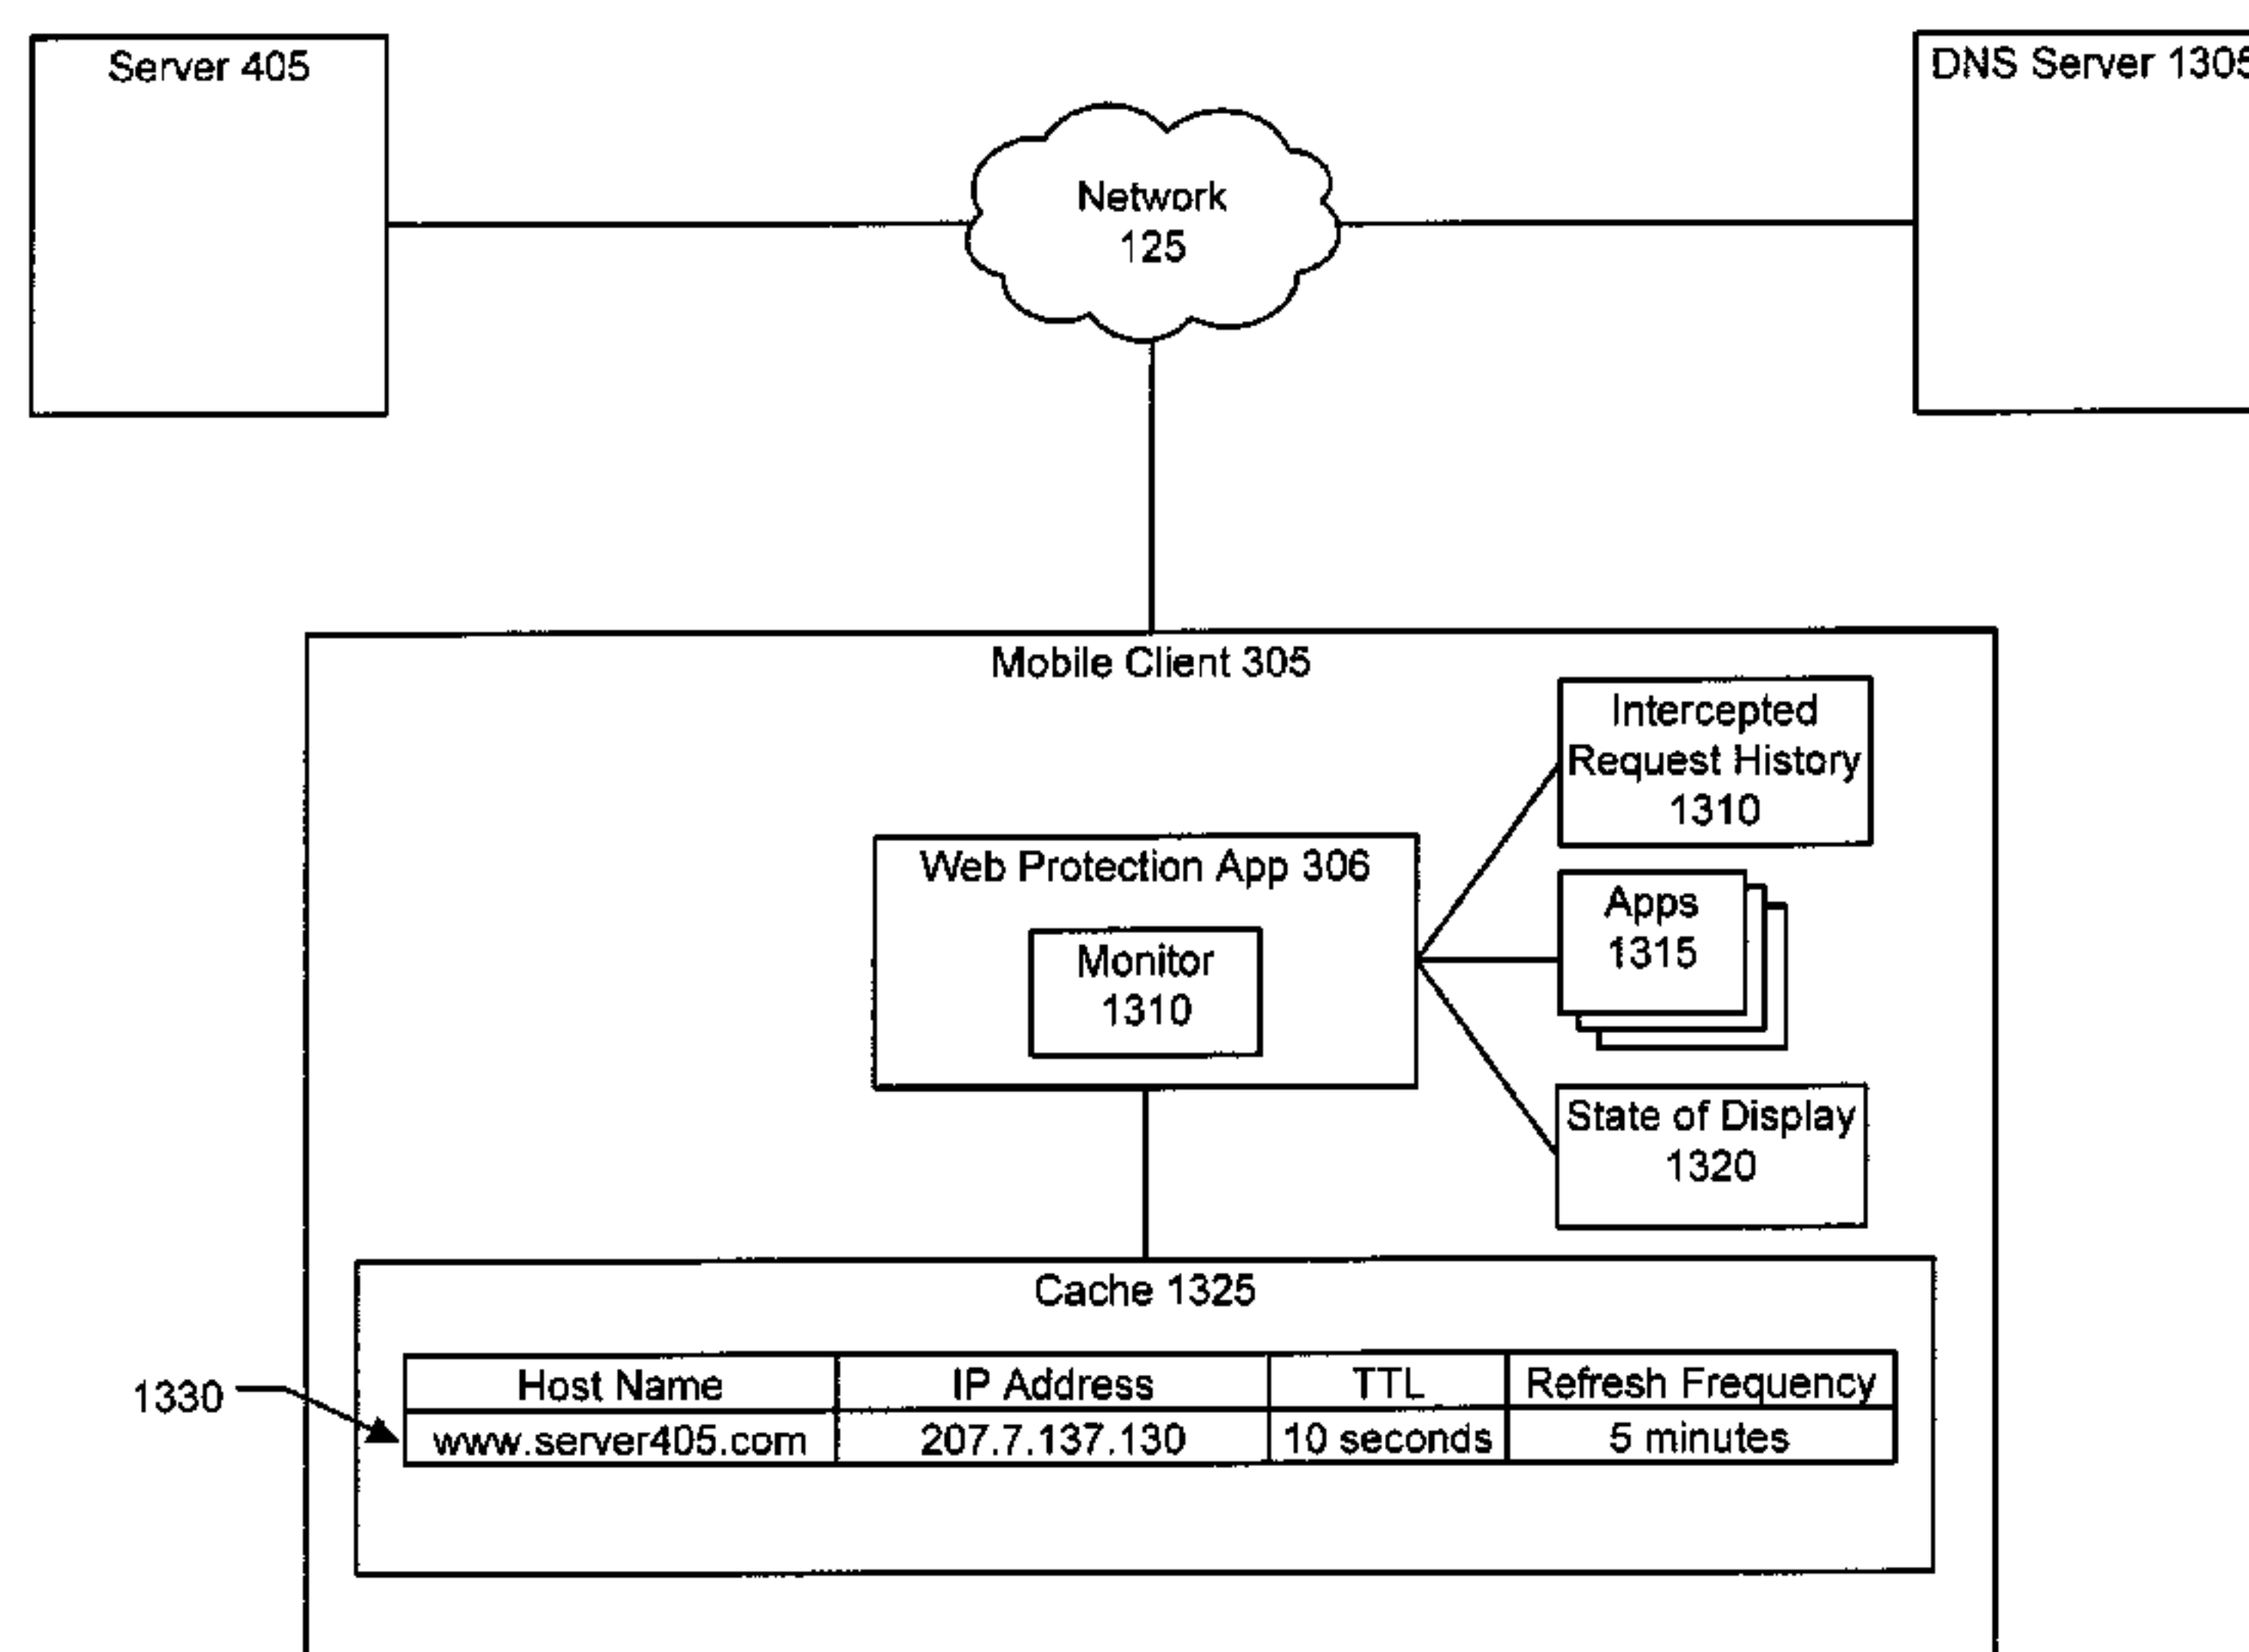 Server 405
DNS Server 1305
Network
125
Mobile Client 305
Intercepted
Request History
1310
Web Protection App 306
Monitor
1310
Apps
1315
State of Display
1320
Cache 1325
1330
Host Name IP Address TTL Refresh Frequency
www.server405.com 207.7.137.130 10 seconds 5 minutes